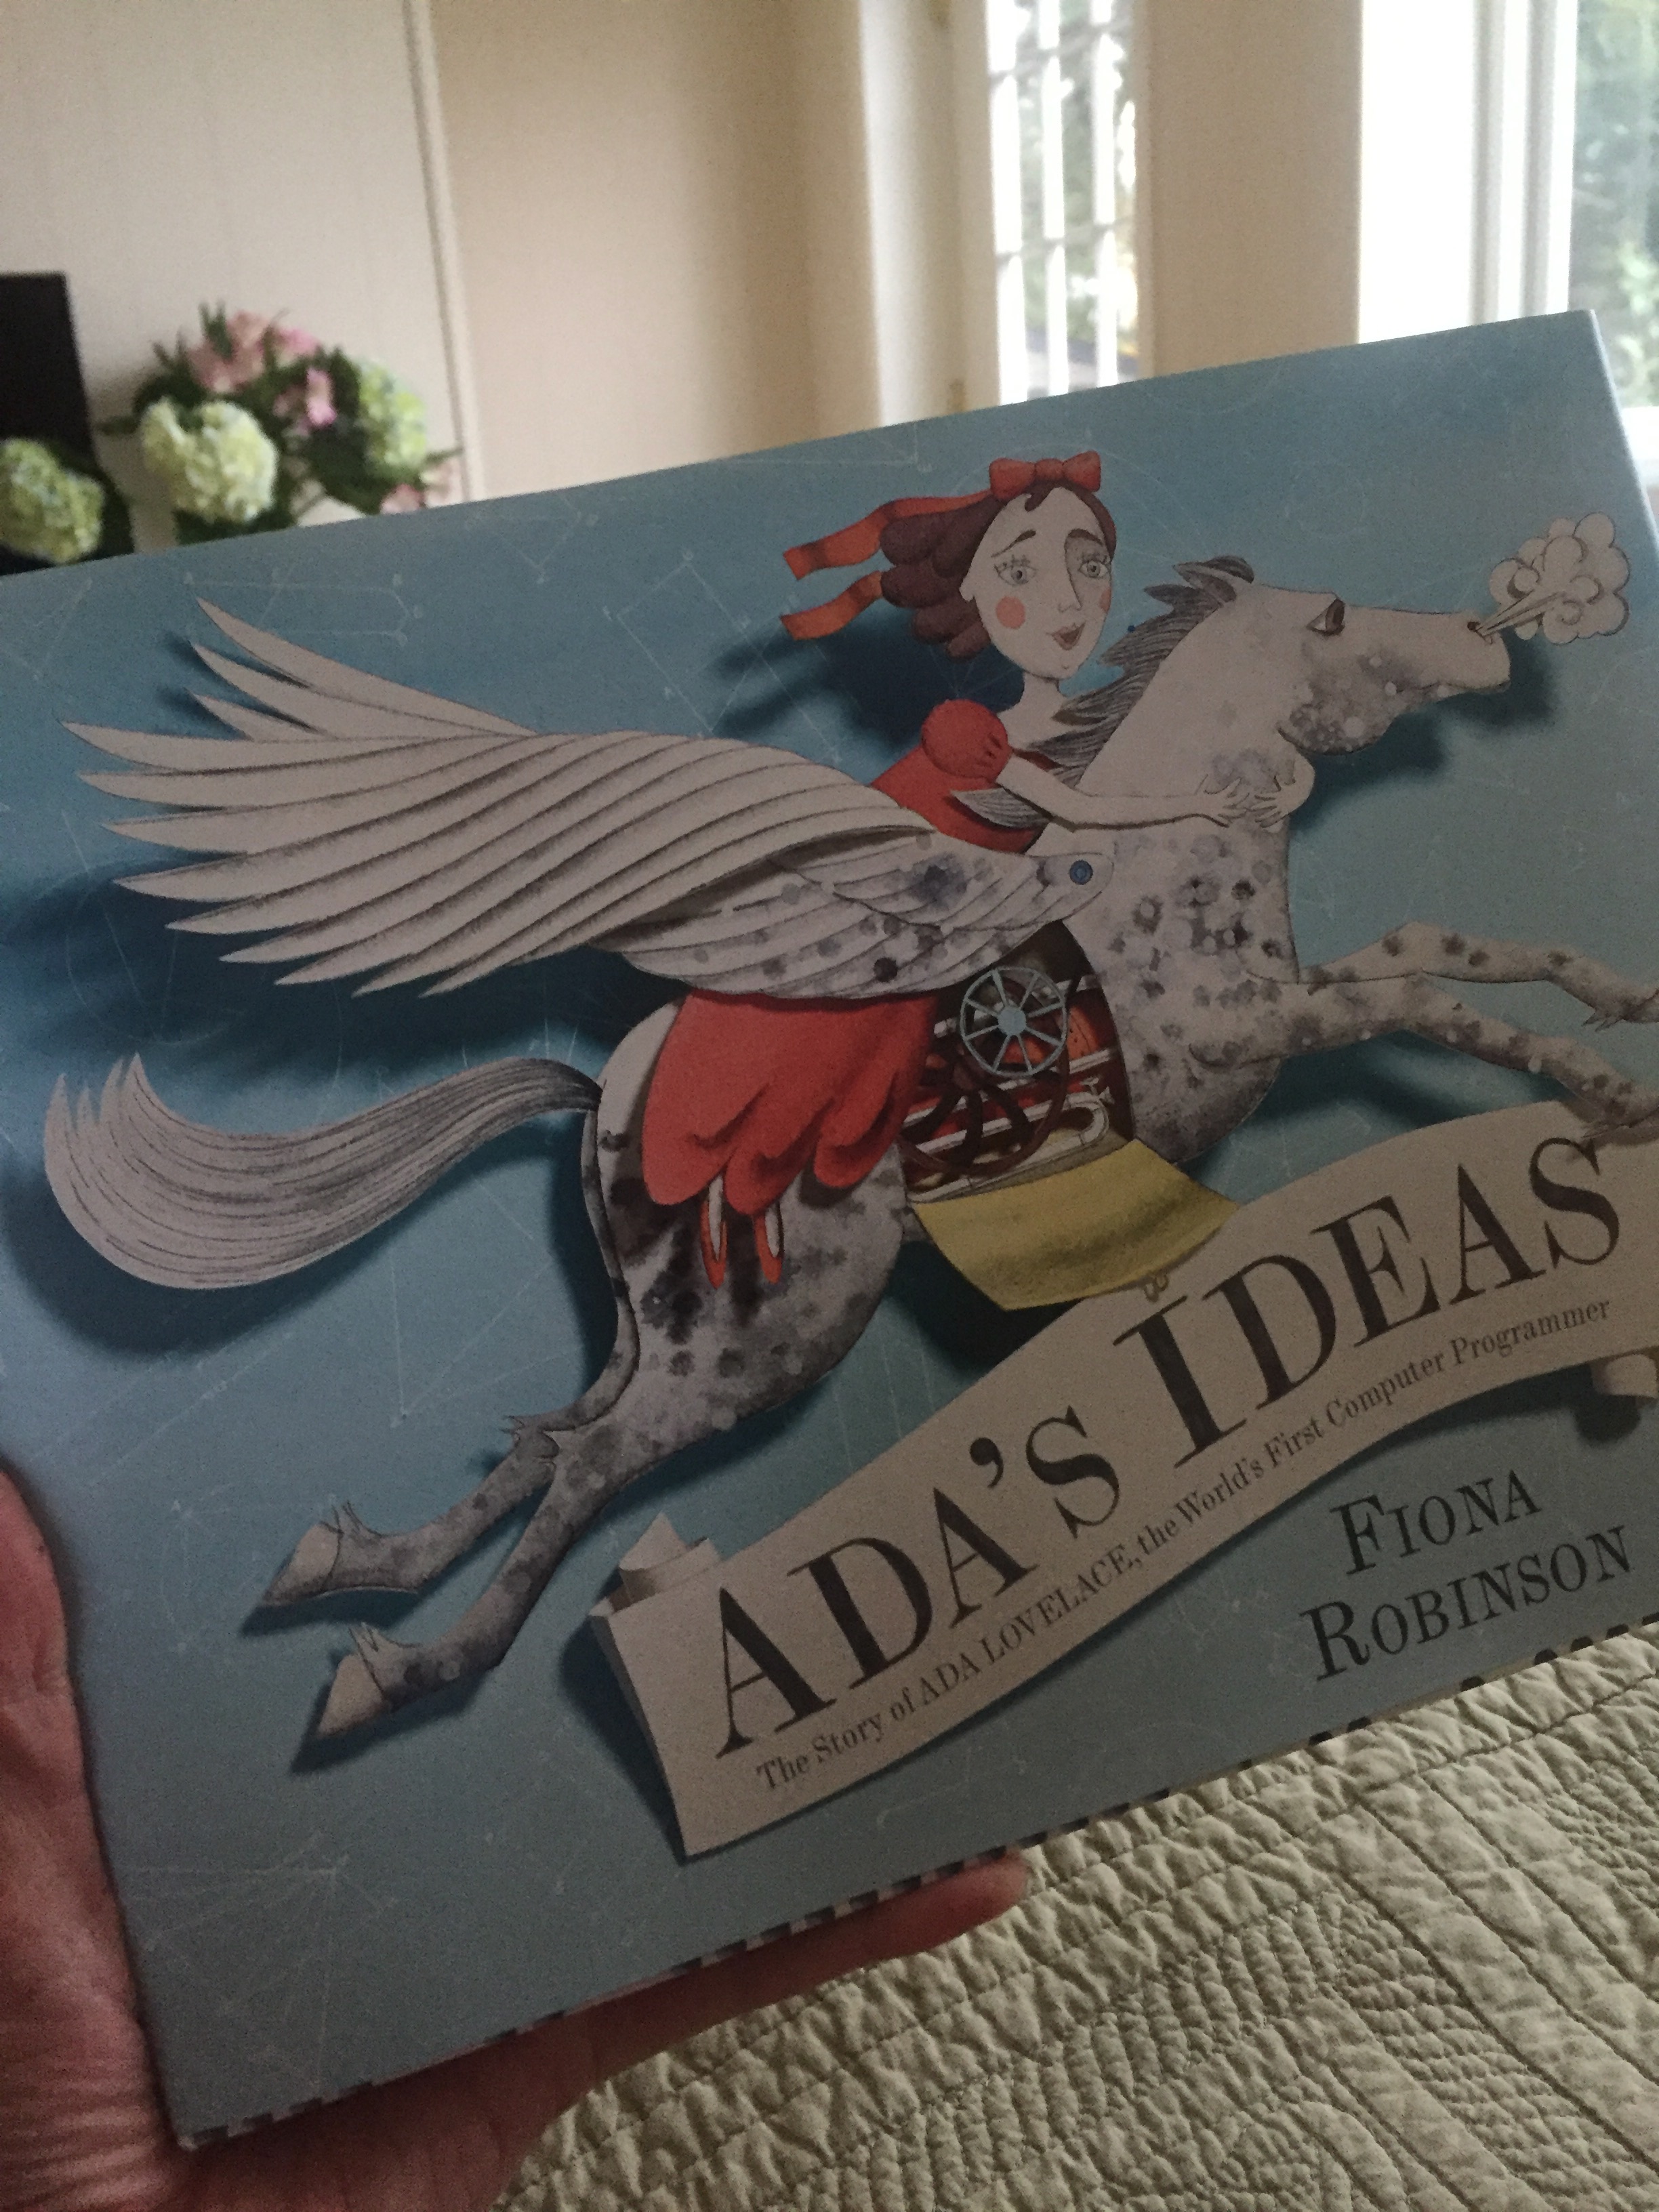 ADA'S IDEAS
The Story of ADA LOVELACE, the World's First Computer Programmer
FIONA
ROBINSON